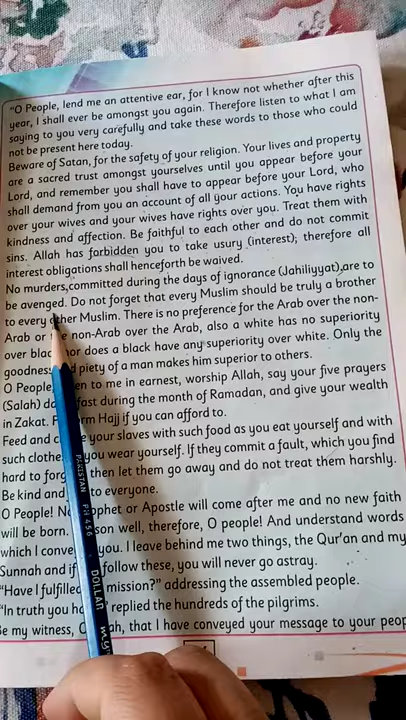 "O People, lend me an attentive ear, for I know not whether after this
year, I shall ever be amongst you again. Therefore listen to what I am
saying to you very carefully and take these words to those who could
not be present here today.
Beware of Satan, for the safety of your religion. Your lives and property
are a sacred trust amongst yourselves until you appear before your
Lord, and remember you shall have to appear before your Lord, who
shall demand from you an account of all your actions. You have rights
over your wives and your wives have rights over you. Treat them with
kindness and affection. Be faithful to each other and do not commit
sins. Allah has forbidden you to take usury (interest); therefore all
interest obligations shall henceforth be waived.
No murders, committed during the days of ignorance (Jahiliyyat), are to
be avenged. Do not forget that every Muslim should be truly a brother
to every other Muslim. There is no preference for the Arab over the non-
Arab or non-Arab over the Arab, also a white has no superiority
over black nor does a black have any superiority over white. Only the
goodness piety of a man makes him superior to others.
O People, to me in earnest, worship Allah, say your five prayers
(Salah) fast during the month of Ramadan, and give your wealth
in Zakat. Hajj if you can afford to.
Feed and your slaves with such food as you eat yourself and with
such clothes you wear yourself. If they commit a fault, which you find
hard to then let them go away and do not treat them harshly.
Be kind and to everyone.
O People! No Prophet or Apostle will come after me and no new faith
will be born. well, therefore, O people! And understand words
which I you. I leave behind me two things, the Qur'an and my
Sunnah and if follow these, you will never go astray.
"Have I fulfilled mission?" addressing the assembled people.
"In truth you replied the hundreds of the pilgrims.
Be my witness, that I have conveyed your message to your
PAKISTAN PH 456 DOLLAR my